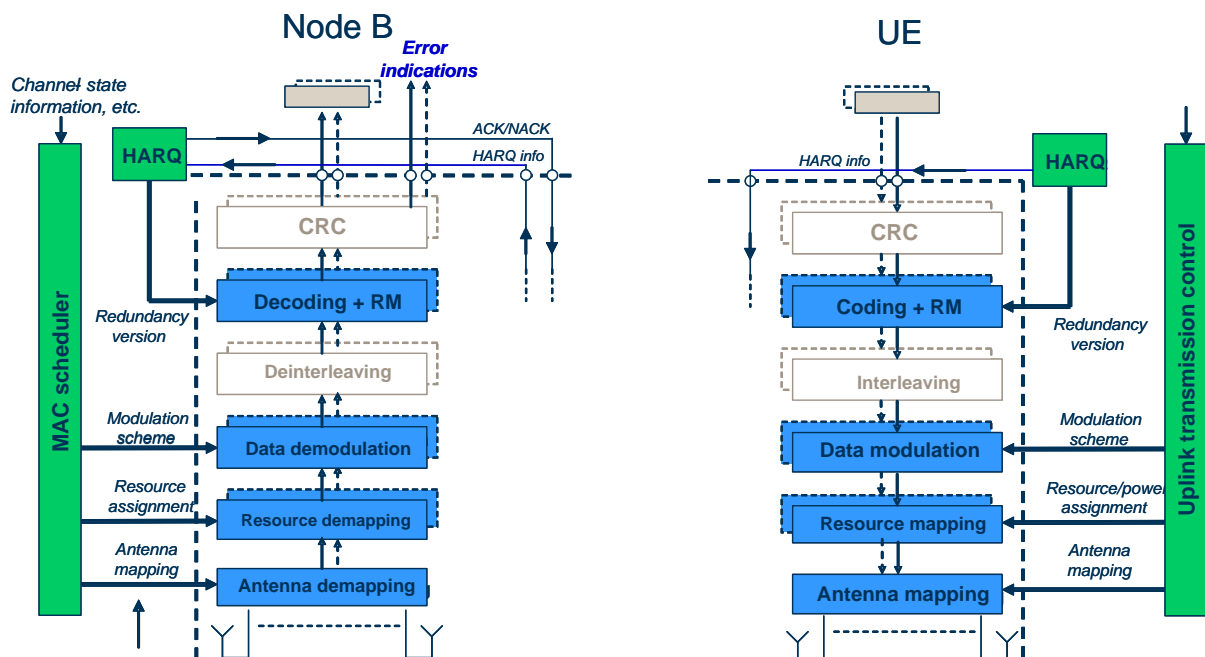 Node B
UE
Error
indications
Channel state
information, etc.
ACK/NACK
HARQ
HARQ info
HARQ info
HARQ
CRC
CRC
Decoding + RM
Coding + RM
Redundancy
version
Redundancy
version
MAC scheduler
Uplink transmission control
Deinterleaving
Interleaving
Modulation
scheme
Data demodulation
Data modulation
Modulation
scheme
Resource
assignment
Resource demapping
Resource mapping
Resource/power
assignment
Antenna
mapping
Antenna demapping
Antenna mapping
Antenna
mapping